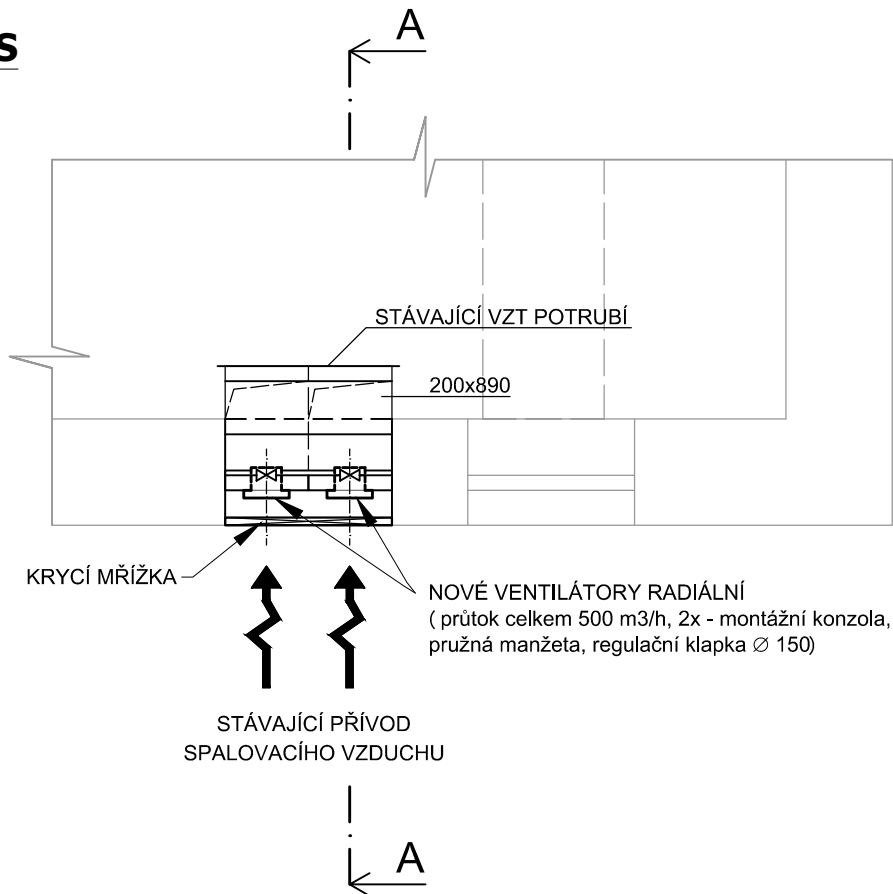 S
A
STÁVAJÍCÍ VZT POTRUBÍ
200x890
KRYCÍ MŘÍŽKA
NOVÉ VENTILÁTORY RADIÁLNÍ
( průtok celkem 500 m3/h, 2x - montážní konzola,
pružná manžeta, regulační klapka Ø 150)
STÁVAJÍCÍ PŘÍVOD
SPALOVACÍHO VZDUCHU
A